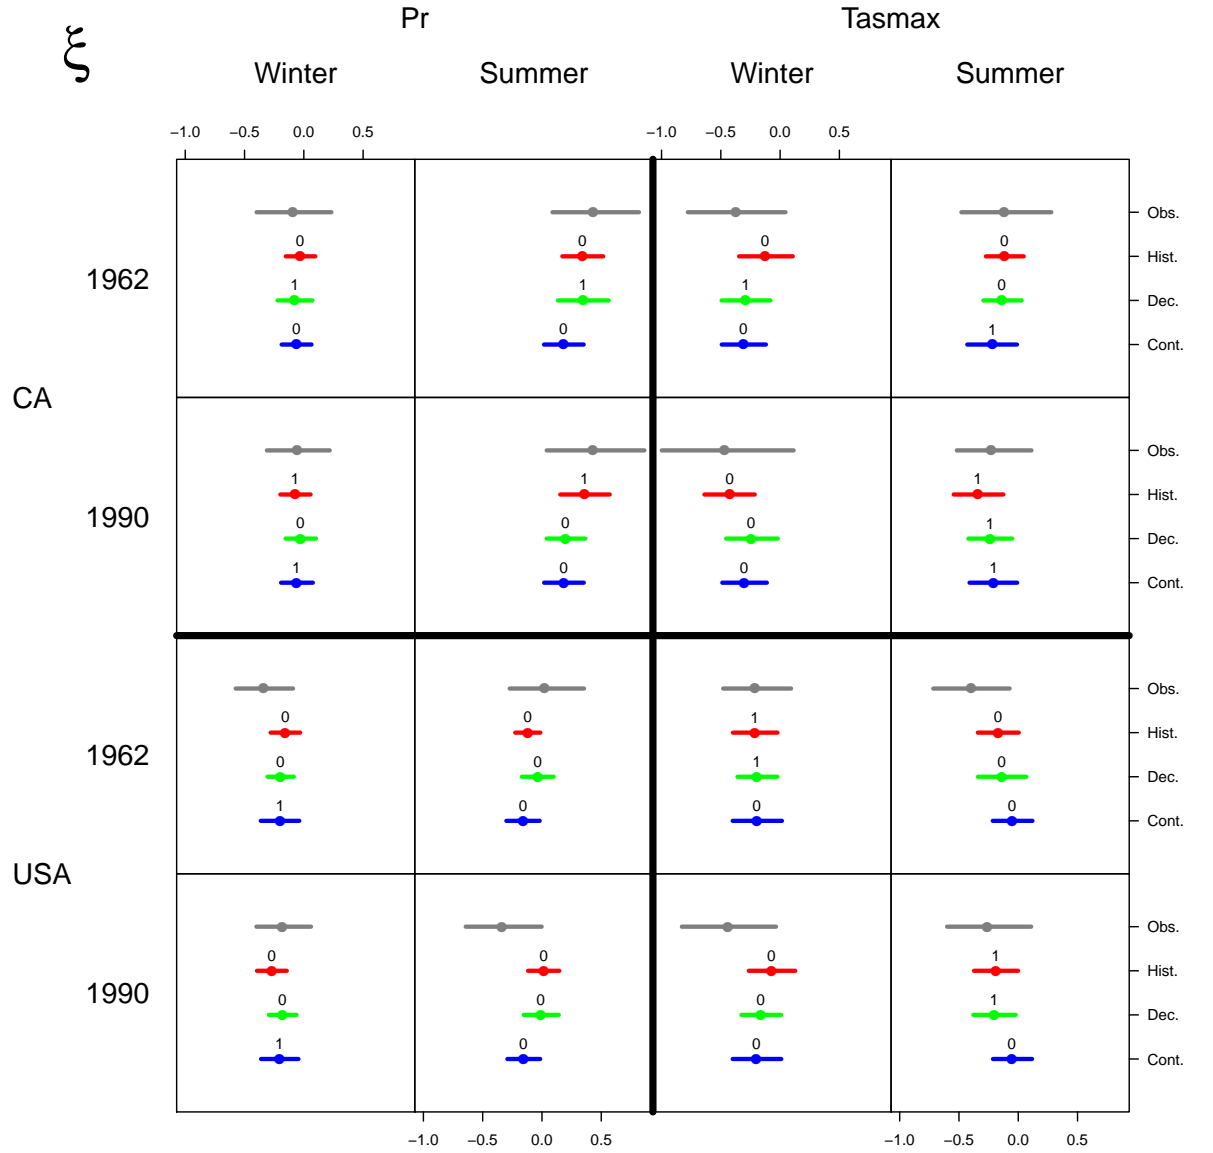 ξ
Pr Tasmax
Winter Summer Winter Summer
−1.0 −0.5 0.0 0.5 −1.0 −0.5 0.0 0.5
Obs.
0 0 0 0 Hist.
1962
1 1 1 0 Dec.
0 0 0 1 Cont.
CA
Obs.
1 1 0 1 Hist.
1990
0 0 0 1 Dec.
1 0 0 1 Cont.
Obs.
0 0 1 0 Hist.
1962
0 0 1 0 Dec.
1 0 0 0 Cont.
USA
Obs.
0 0 0 1 Hist.
1990
0 0 0 1 Dec.
1 0 0 0 Cont.
−1.0 −0.5 0.0 0.5 −1.0 −0.5 0.0 0.5